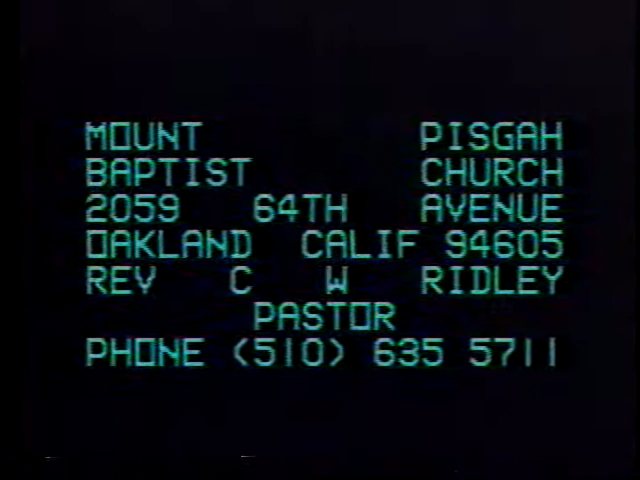 MOUNT PISGAH
BAPTIST CHURCH
2059 64TH AVENUE
OAKLAND CALIF 94605
REV C W RIDLEY
PASTOR
PHONE (510) 635 5711